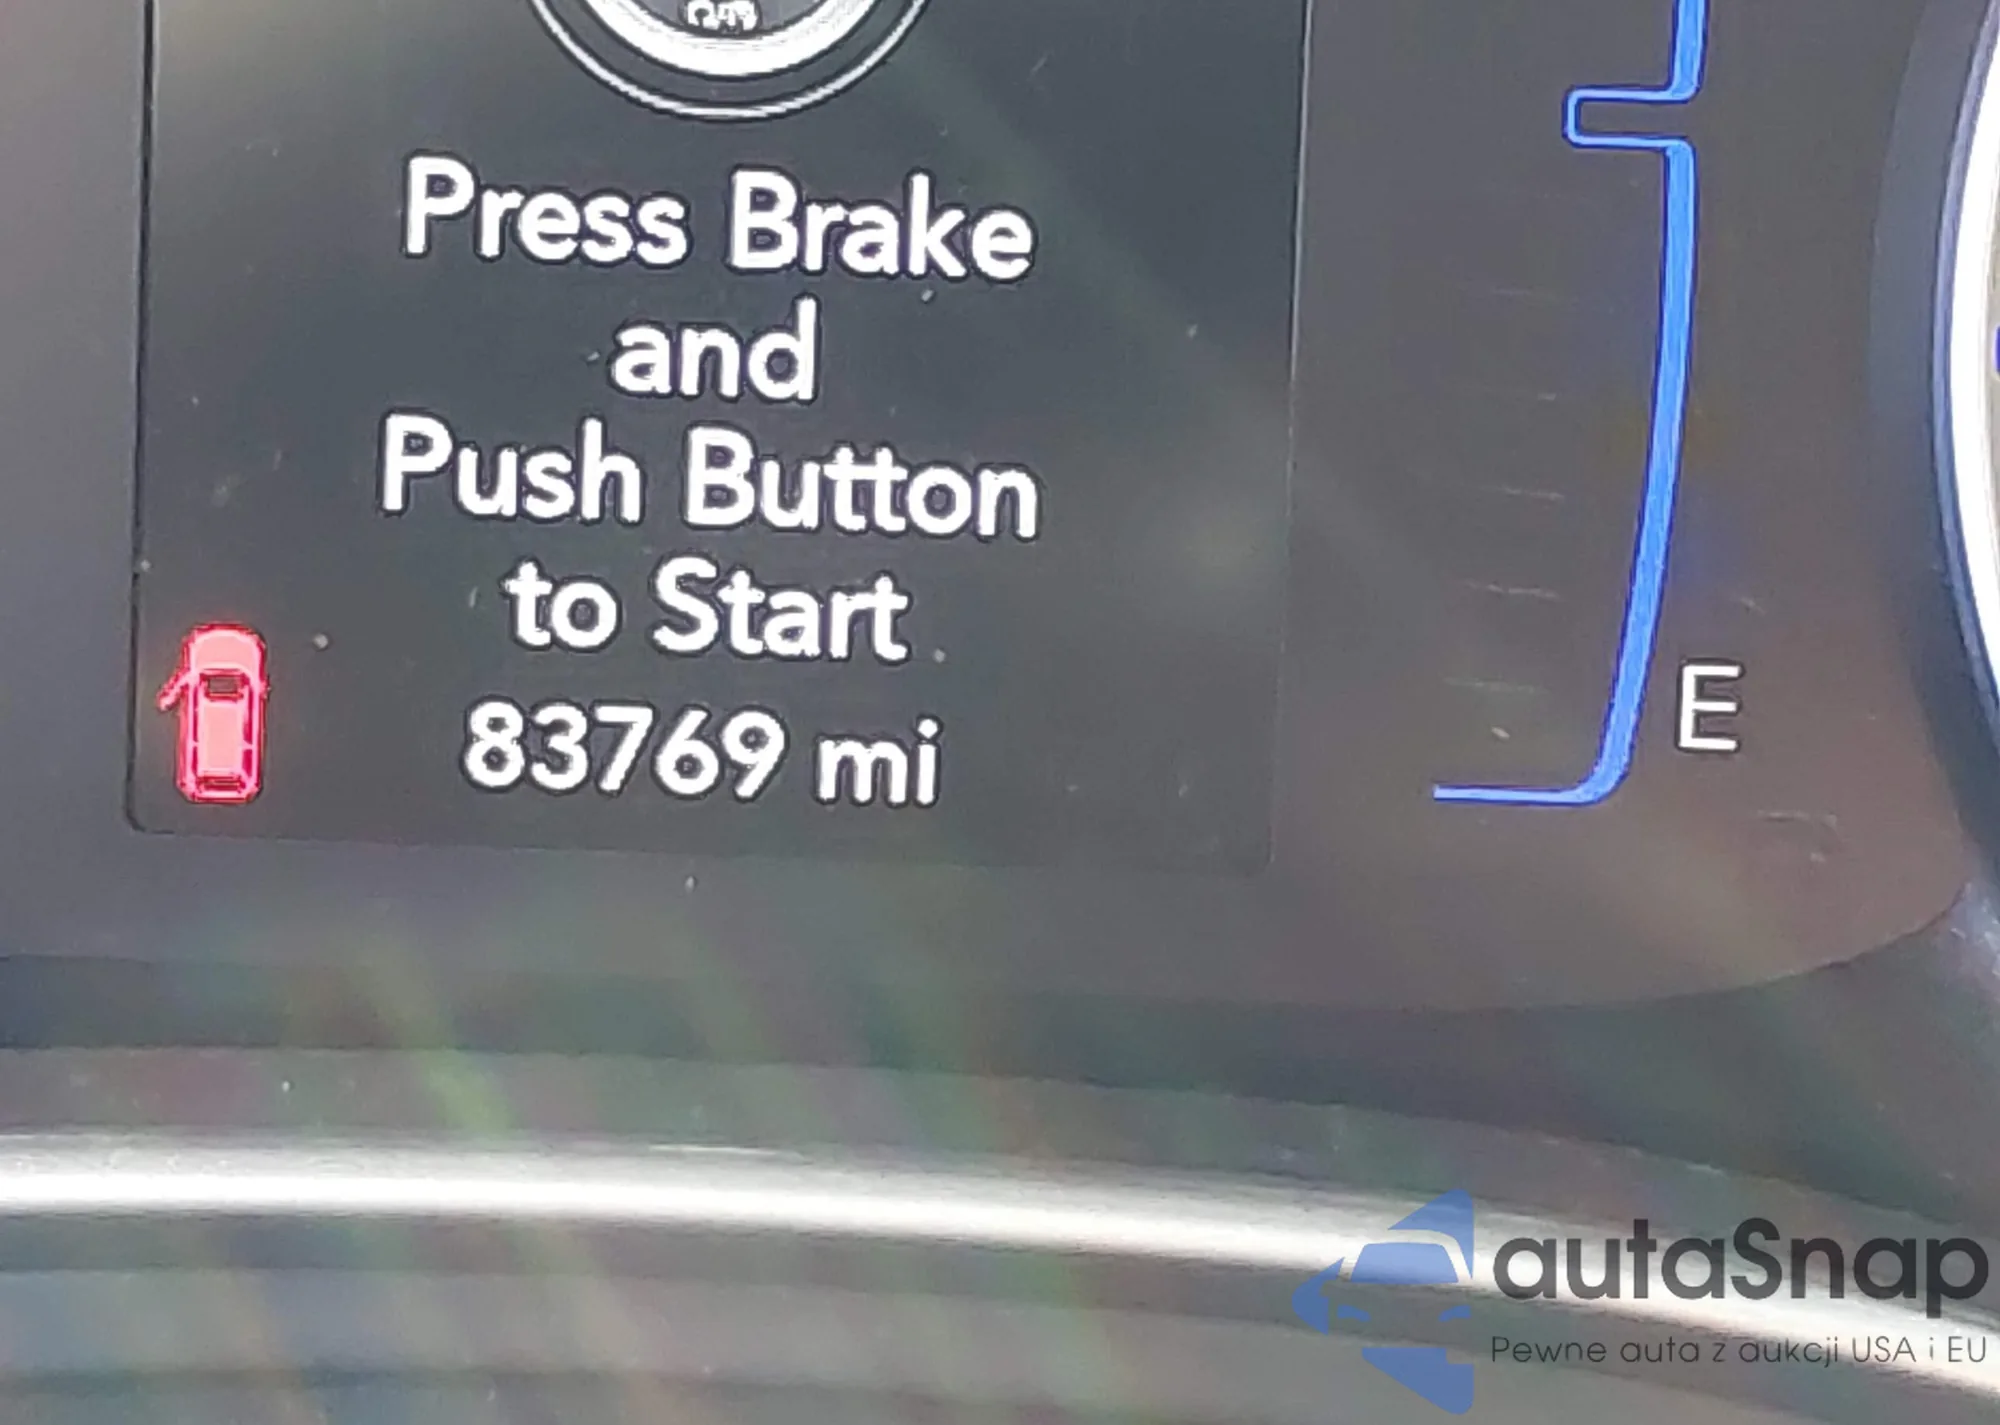 Press Brake
and
Push Button
to Start
83769 mi
E
autaSnap
Pewne auta z aukcji USA i EU